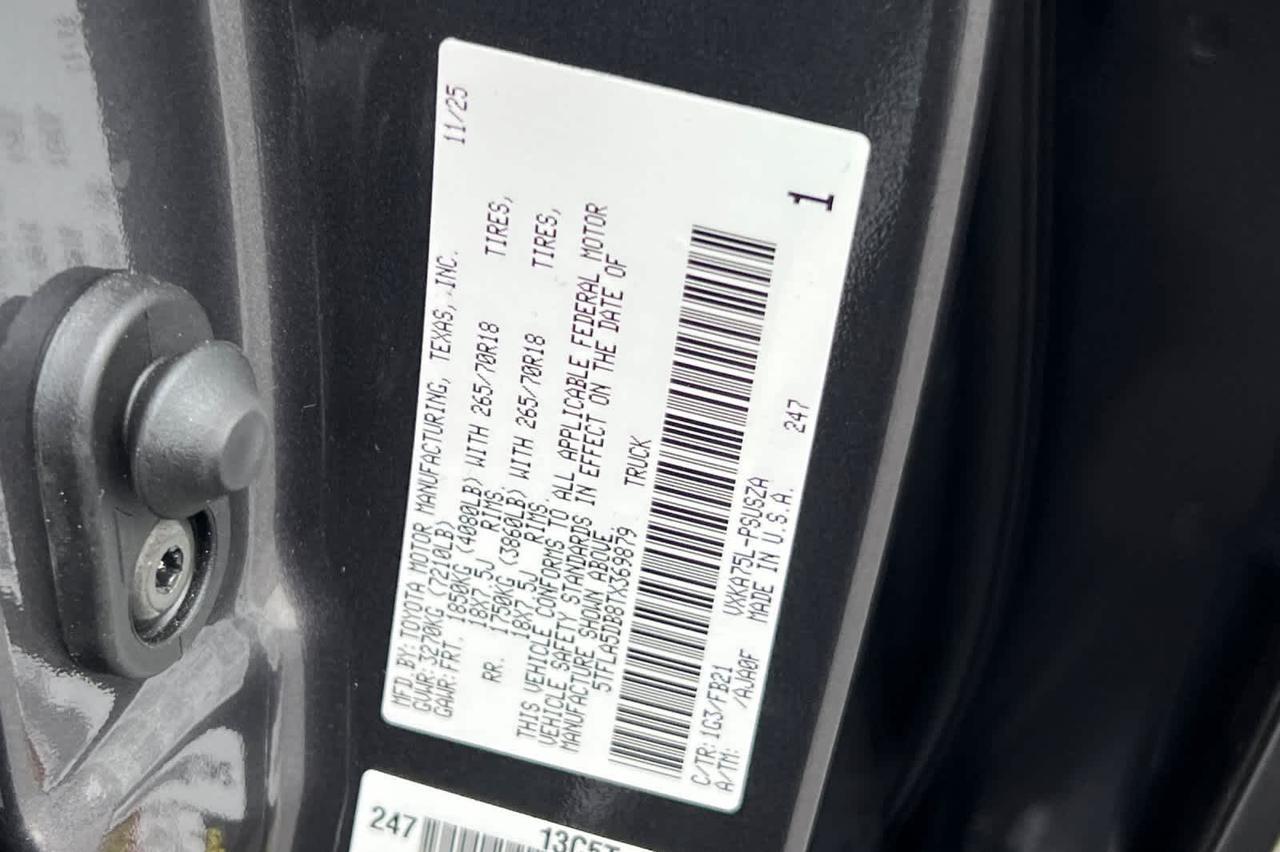 11/25
MFD.BY:TOYOTA MOTOR MANUFACTURING, TEXAS, INC.
GVWR:3270KG (7210LB)
GAWR:FRT. 1850KG (4080LB) WITH 265/70R18 TIRES,
18X7.5J RIMS.
RR. 1750KG (3860LB) WITH 265/70R18 TIRES,
18X7.5J RIMS.
THIS VEHICLE CONFORMS TO ALL APPLICABLE FEDERAL MOTOR
VEHICLE SAFETY STANDARDS IN EFFECT ON THE DATE OF
MANUFACTURE SHOWN ABOVE.
5TFLA5DB8TX369879 TRUCK
1
C/TR:1G3/FB21 VXKA75L-PSUSZA 247
A/TM: /AJA0F MADE IN U.S.A.
247 13C5T